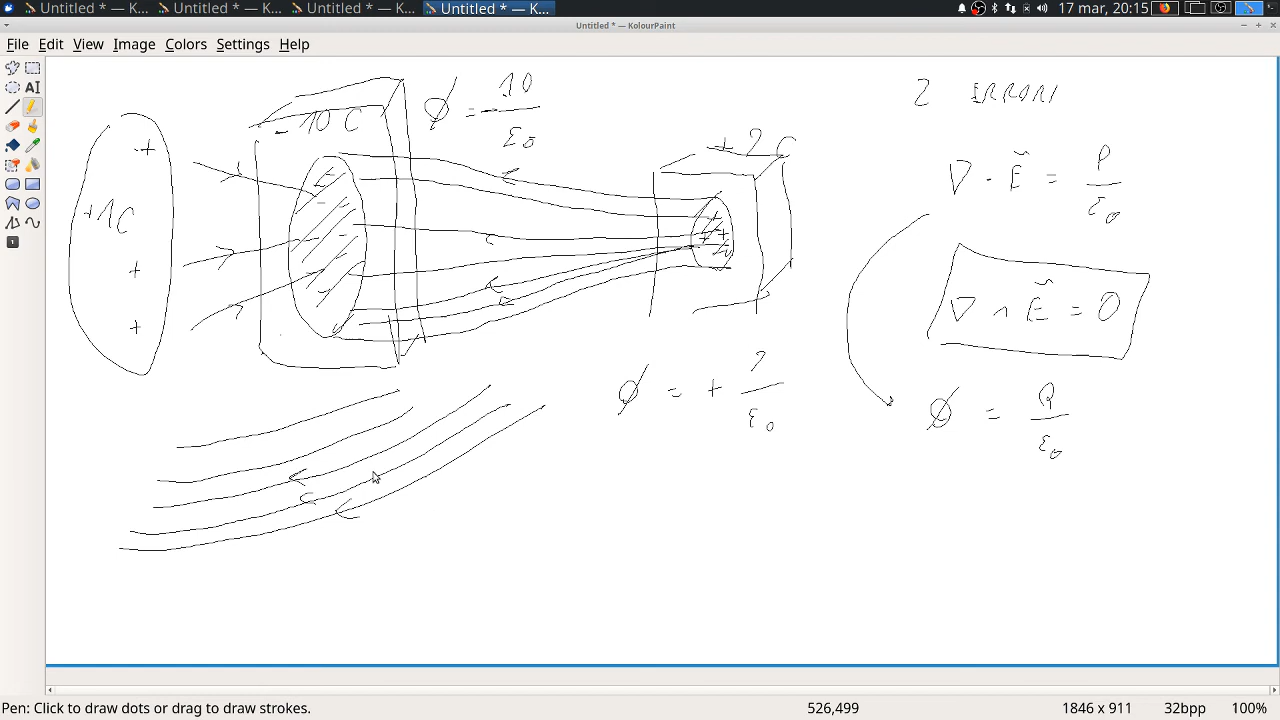 Untitled * — K...
Untitled * — K...
Untitled * — K...
Untitled * — K...
17 mar, 20:15
Untitled * — KolourPaint
File Edit View Image Colors Settings Help
- 10 C
ϕ = - 10 / ε0
+ 2 C
2 ERRORI
∇ · E = ρ / ε0
+1C
∇ ∧ E = 0
ϕ = + 2 / ε0
ϕ = Q / ε0
Pen: Click to draw dots or drag to draw strokes.
526,499
1846 x 911
32bpp
100%